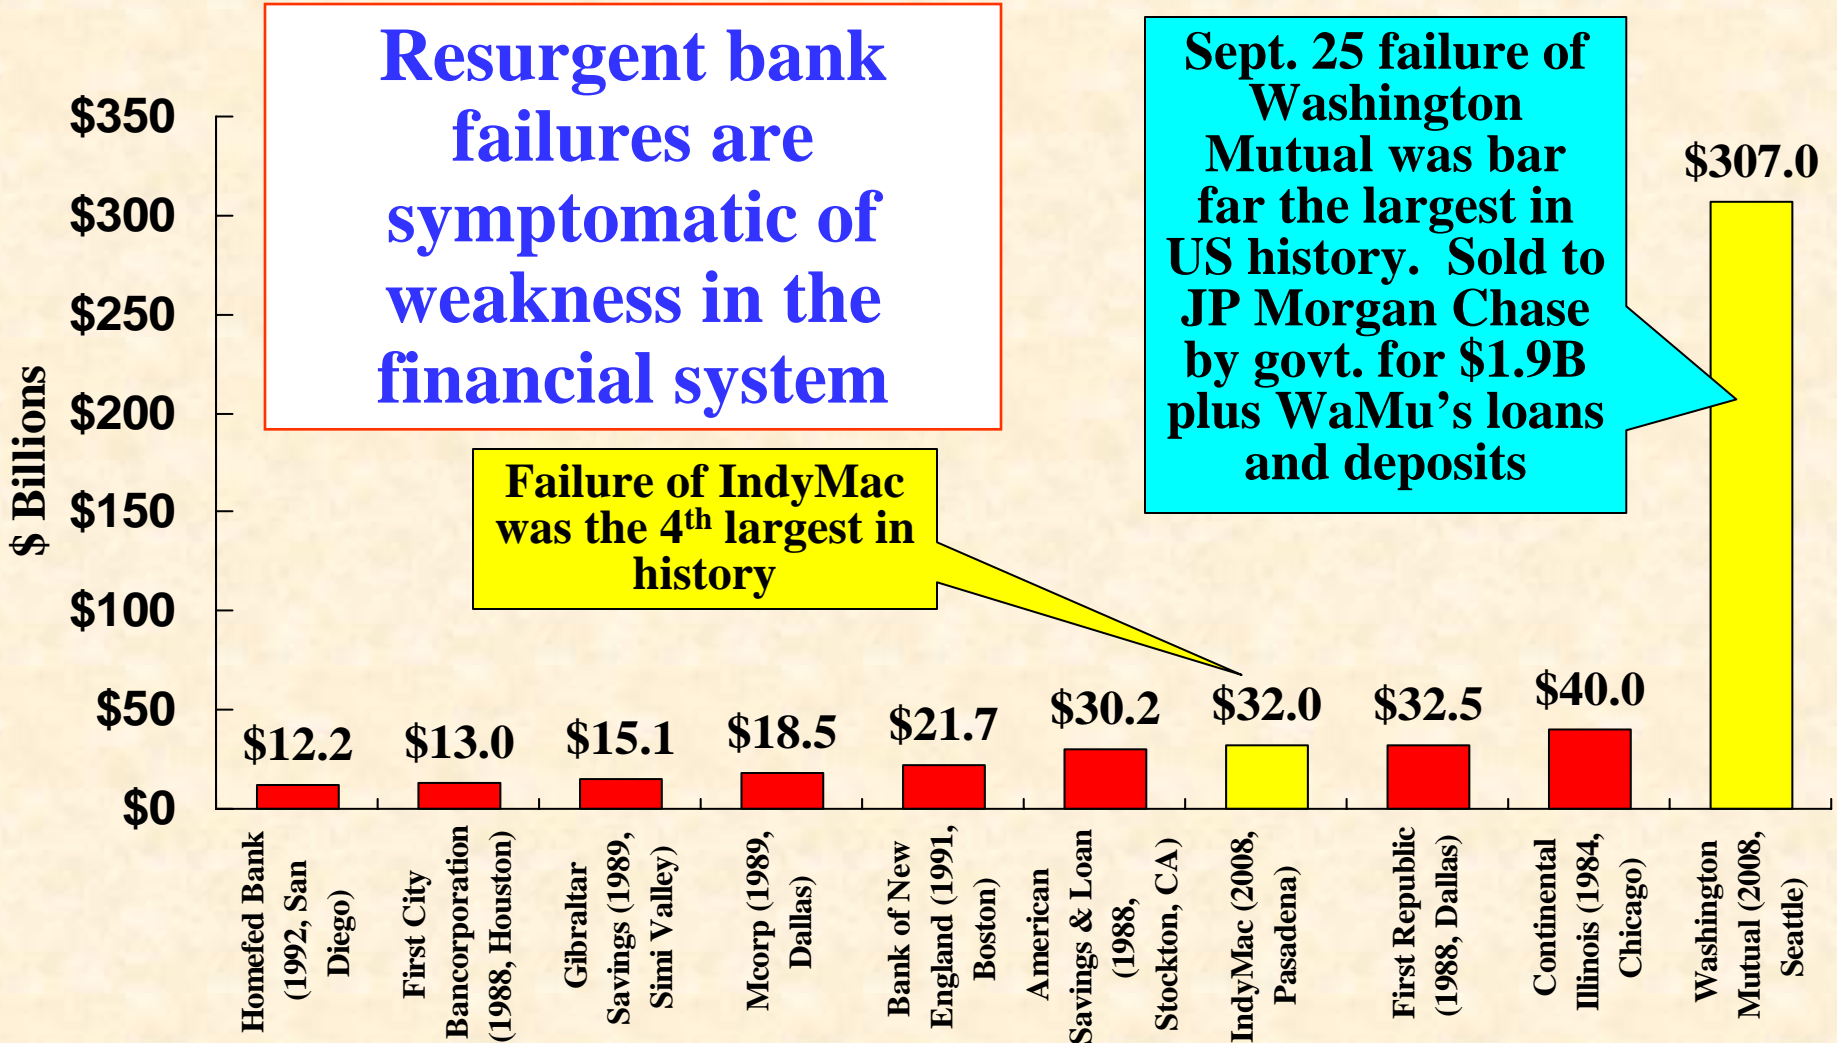 Resurgent bank
failures are
symptomatic of
weakness in the
financial system
Sept. 25 failure of
Washington
Mutual was bar
far the largest in
US history.  Sold to
JP Morgan Chase
by govt. for $1.9B
plus WaMu’s loans
and deposits
Failure of IndyMac
was the 4th largest in
history
$ Billions
$350
$300
$250
$200
$150
$100
$50
$0
$12.2
$13.0
$15.1
$18.5
$21.7
$30.2
$32.0
$32.5
$40.0
$307.0
Homefed Bank
(1992, San
Diego)
First City
Bancorporation
(1988, Houston)
Gibraltar
Savings (1989,
Simi Valley)
Mcorp (1989,
Dallas)
Bank of New
England (1991,
Boston)
American
Savings & Loan
(1988,
Stockton, CA)
IndyMac (2008,
Pasadena)
First Republic
(1988, Dallas)
Continental
Illinois (1984,
Chicago)
Washington
Mutual (2008,
Seattle)